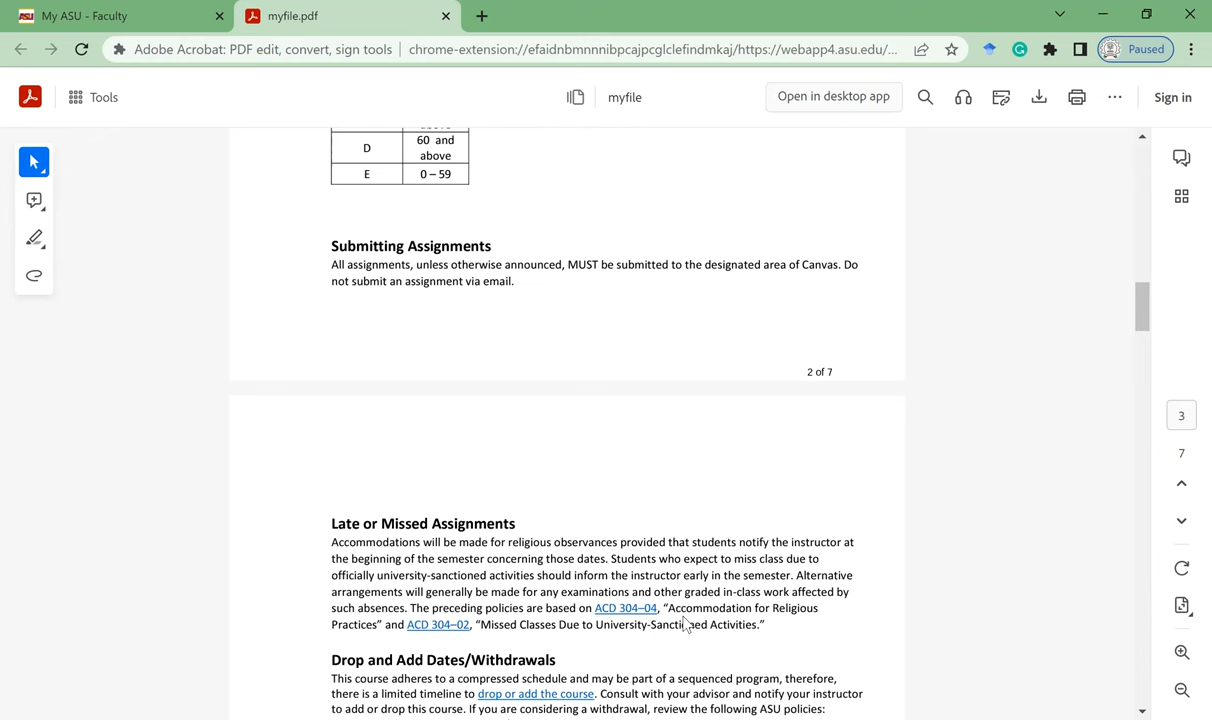 My ASU - Faculty
myfile.pdf
Adobe Acrobat: PDF edit, convert, sign tools
chrome-extension://efaidnbmnnnibpcajpcglclefindmkaj/https://webapp4.asu.edu/...
Paused
Tools
myfile
Open in desktop app
Sign in
above
D
60 and
above
E
0 – 59
Submitting Assignments
All assignments, unless otherwise announced, MUST be submitted to the designated area of Canvas. Do
not submit an assignment via email.
2 of 7
3
7
Late or Missed Assignments
Accommodations will be made for religious observances provided that students notify the instructor at
the beginning of the semester concerning those dates. Students who expect to miss class due to
officially university-sanctioned activities should inform the instructor early in the semester. Alternative
arrangements will generally be made for any examinations and other graded in-class work affected by
such absences. The preceding policies are based on ACD 304–04, “Accommodation for Religious
Practices” and ACD 304–02, “Missed Classes Due to University-Sanctioned Activities.”
Drop and Add Dates/Withdrawals
This course adheres to a compressed schedule and may be part of a sequenced program, therefore,
there is a limited timeline to drop or add the course. Consult with your advisor and notify your instructor
to add or drop this course. If you are considering a withdrawal, review the following ASU policies: